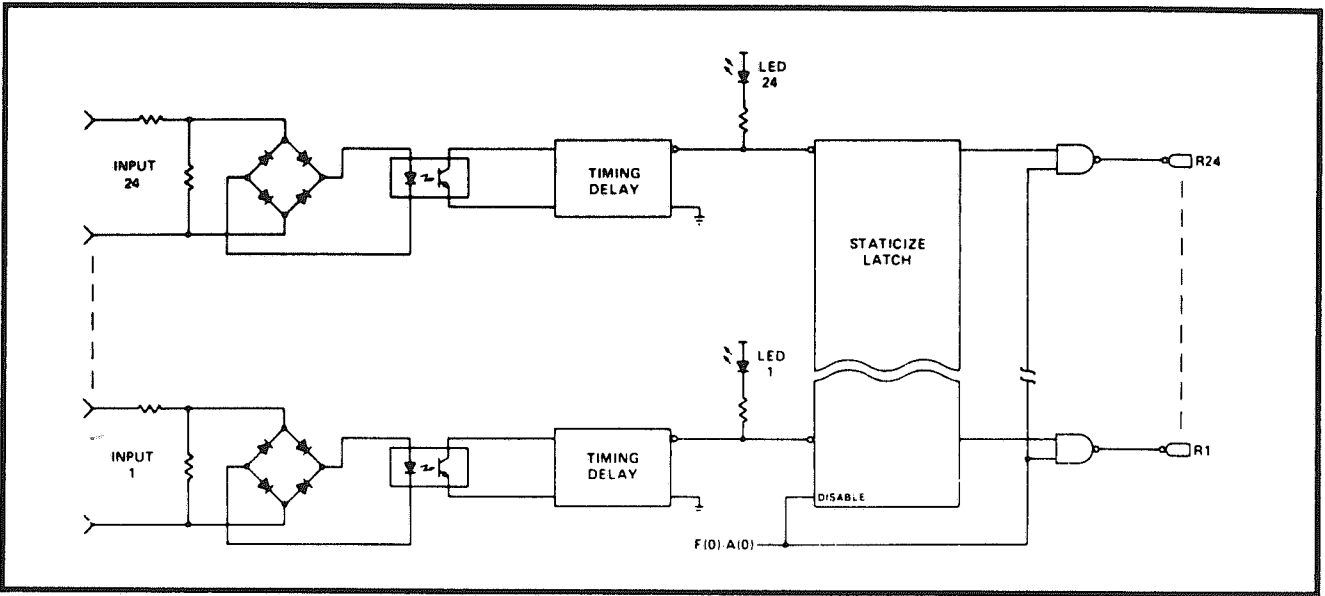 LED
24
INPUT
24
TIMING
DELAY
STATICIZE
LATCH
R24
LED
1
INPUT
1
TIMING
DELAY
DISABLE
R1
F(0)·A(0)